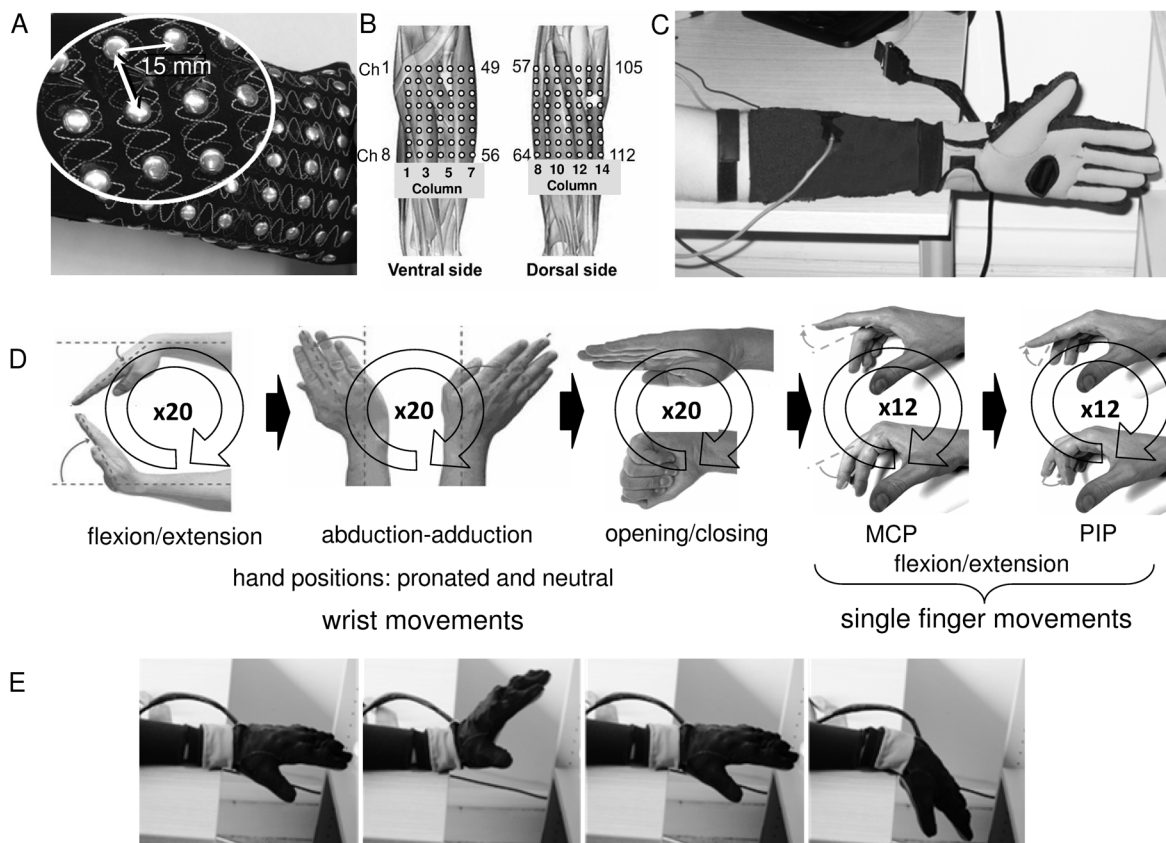 A
15 mm
B
Ch 1 49 57 105
Ch 8 56 64 112
1 3 5 7 8 10 12 14
Column Column
Ventral side Dorsal side
C
D
x20 x20 x20 x12 x12
flexion/extension abduction-adduction opening/closing MCP PIP
hand positions: pronated and neutral flexion/extension
wrist movements single finger movements
E